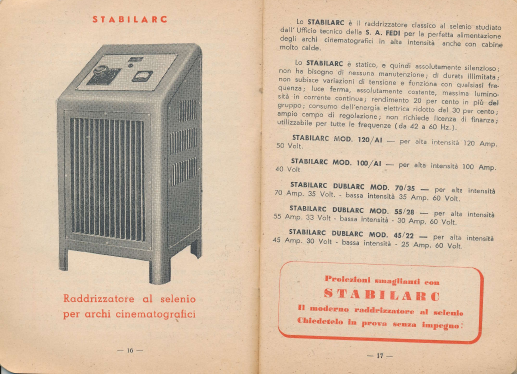 STABILARC
Raddrizzatore al selenio
per archi cinematografici
— 16 —
Lo STABILARC è il raddrizzatore classico al selenio studiato
dall'Ufficio tecnico della S. A. FEDI per la perfetta alimentazione
degli archi cinematografici in alta intensità anche con cabine
molto calde.
Lo STABILARC è statico, e quindi assolutamente silenzioso;
non ha bisogno di nessuna manutenzione; di durata illimitata;
non subisce variazioni di tensione e funziona con qualsiasi fre-
quenza; luce ferma, assolutamente costante, massima lumino-
sità in corrente continua; rendimento 20 per cento in più del
gruppo; consumo dell'energia elettrica ridotto del 30 per cento;
ampio campo di regolazione; non richiede licenza di finanza;
utilizzabile per tutte le frequenze (da 42 a 60 Hz.).
STABILARC MOD. 120/AI — per alta intensità 120 Amp.
50 Volt.
STABILARC MOD. 100/AI — per alta intensità 100 Amp.
40 Volt
STABILARC DUBLARC MOD. 70/35 — per alta intensità
70 Amp. 35 Volt. - bassa intensità 35 Amp. 60 Volt.
STABILARC DUBLARC MOD. 55/28 — per alta intensità
55 Amp. 33 Volt - bassa intensità - 30 Amp. 60 Volt.
STABILARC DUBLARC MOD. 45/22 — per alta intensità
45 Amp. 30 Volt - bassa intensità - 25 Amp. 60 Volt.
Proiezioni smaglianti con
STABILARC
Il moderno raddrizzatore al selenio
Chiedetelo in prova senza impegno.
— 17 —